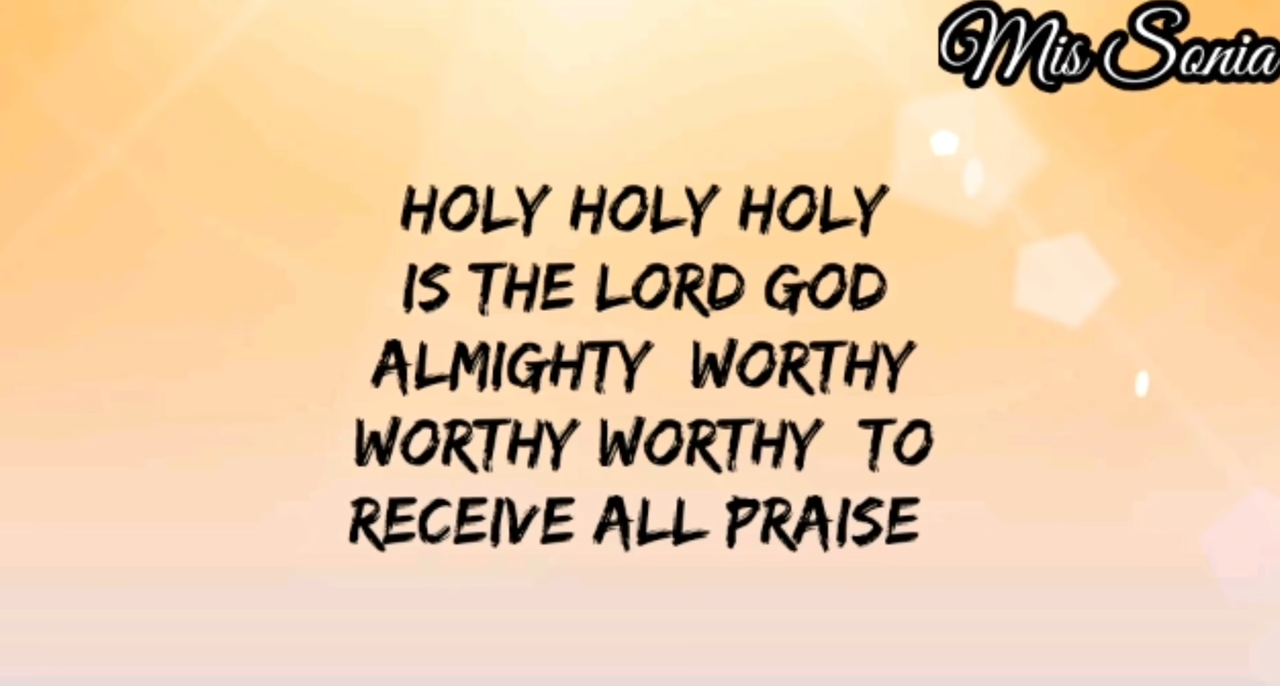 Mis Sonia
HOLY HOLY HOLY
IS THE LORD GOD
ALMIGHTY WORTHY
WORTHY WORTHY TO
RECEIVE ALL PRAISE